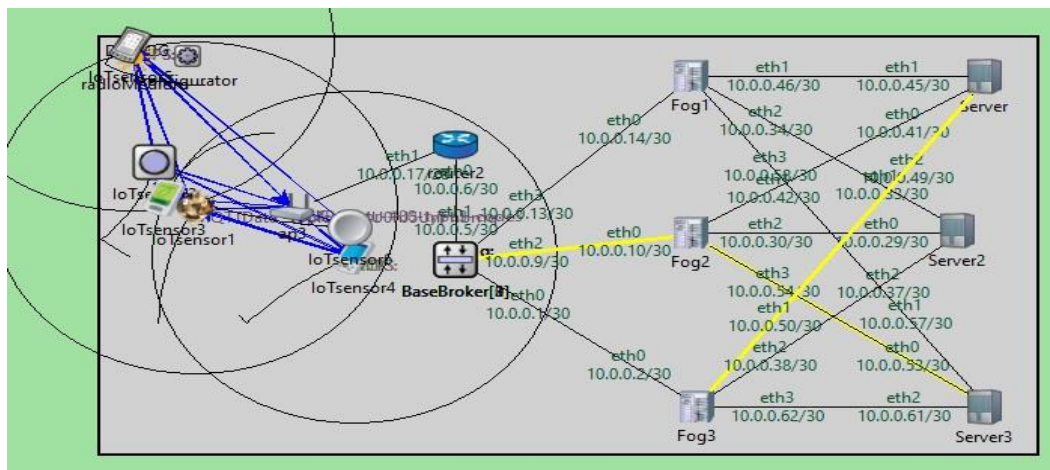 IoTsensor5
radioMedium
IoTsensor3
IoTsensor1
ap3
IoTsensor6
IoTsensor4
eth1
10.0.0.17/30
router2
10.0.0.6/30
10.0.0.5/30
BaseBroker
eth3
10.0.0.13/30
eth2
10.0.0.9/30
eth0
10.0.0.1/30
eth0
10.0.0.14/30
eth0
10.0.0.10/30
eth0
10.0.0.2/30
Fog1
eth1
10.0.0.46/30
eth2
10.0.0.34/30
eth3
10.0.0.58/30
eth1
10.0.0.45/30
10.0.0.41/30
Server
Fog2
10.0.0.42/30
eth2
10.0.0.30/30
eth3
10.0.0.54/30
eth2
10.0.0.49/30
10.0.0.33/30
eth0
10.0.0.29/30
Server2
eth2
10.0.0.37/30
Fog3
eth1
10.0.0.50/30
eth2
10.0.0.38/30
eth3
10.0.0.62/30
eth1
10.0.0.57/30
eth0
10.0.0.53/30
eth2
10.0.0.61/30
Server3